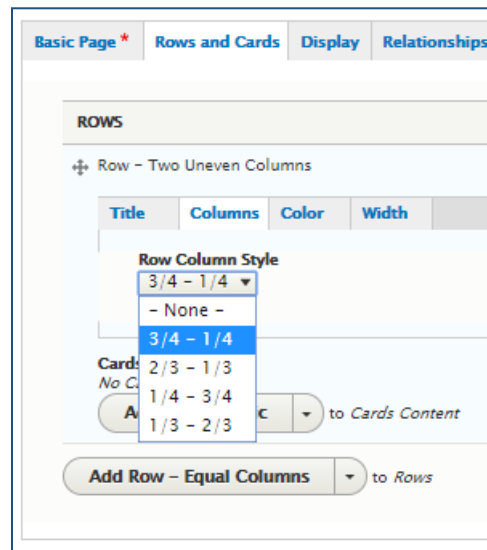 Basic Page * Rows and Cards Display Relationships
ROWS
Row – Two Uneven Columns
Title Columns Color Width
Row Column Style
3/4 – 1/4
– None –
3/4 – 1/4
2/3 – 1/3
1/4 – 3/4
1/3 – 2/3
Cards
to Cards Content
Add Row – Equal Columns to Rows